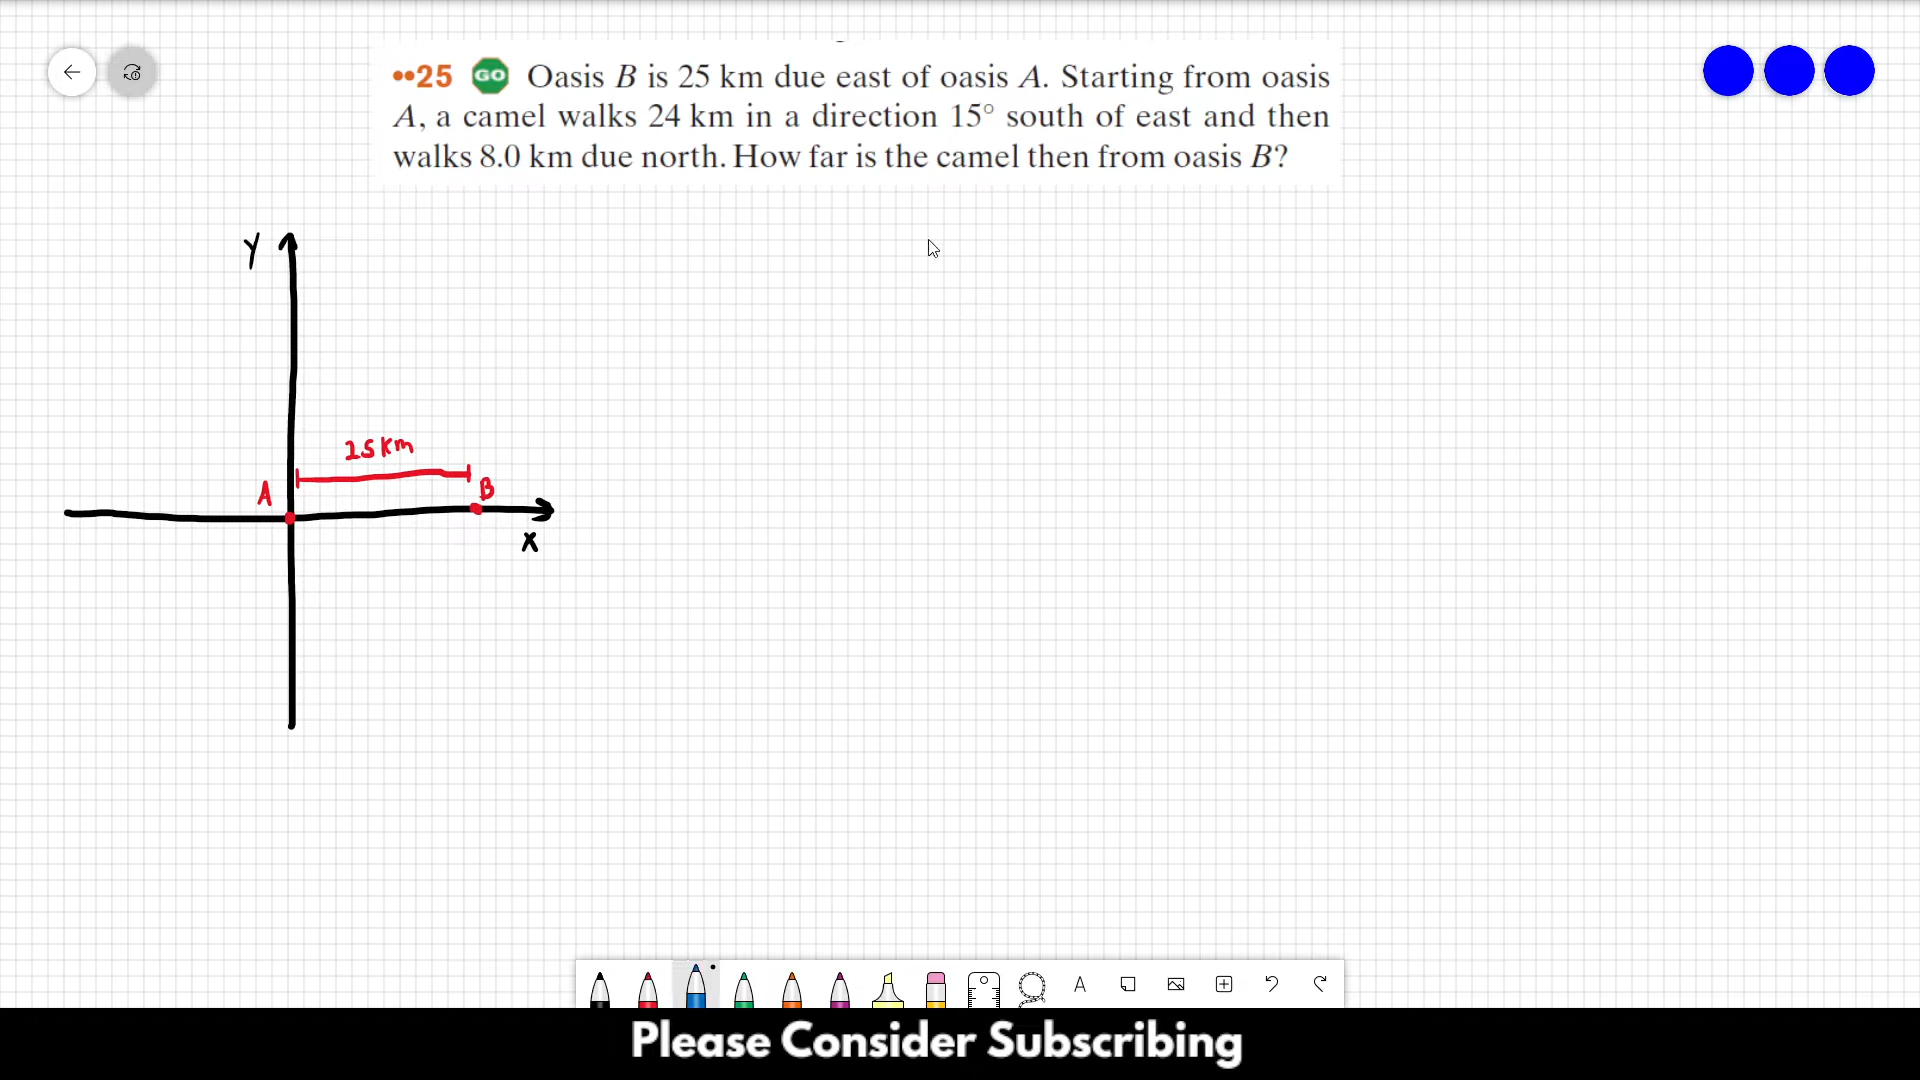 ••25 GO Oasis B is 25 km due east of oasis A. Starting from oasis
A, a camel walks 24 km in a direction 15° south of east and then
walks 8.0 km due north. How far is the camel then from oasis B?
Y
25km
A
B
X
A
Please Consider Subscribing